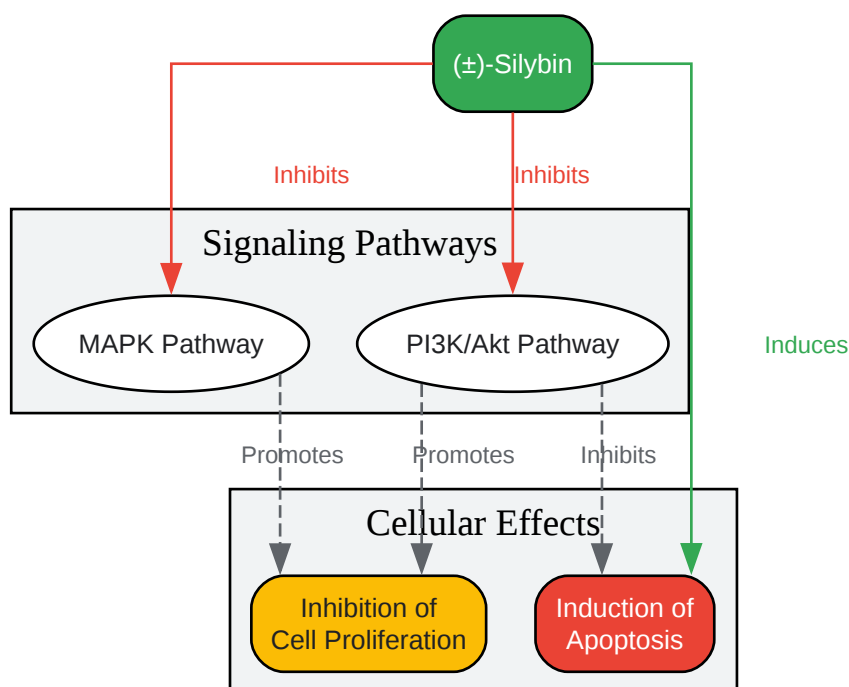 (±)-Silybin
Inhibits
Inhibits
Signaling Pathways
MAPK Pathway
PI3K/Akt Pathway
Induces
Promotes
Promotes
Inhibits
Cellular Effects
Inhibition of
Cell Proliferation
Induction of
Apoptosis